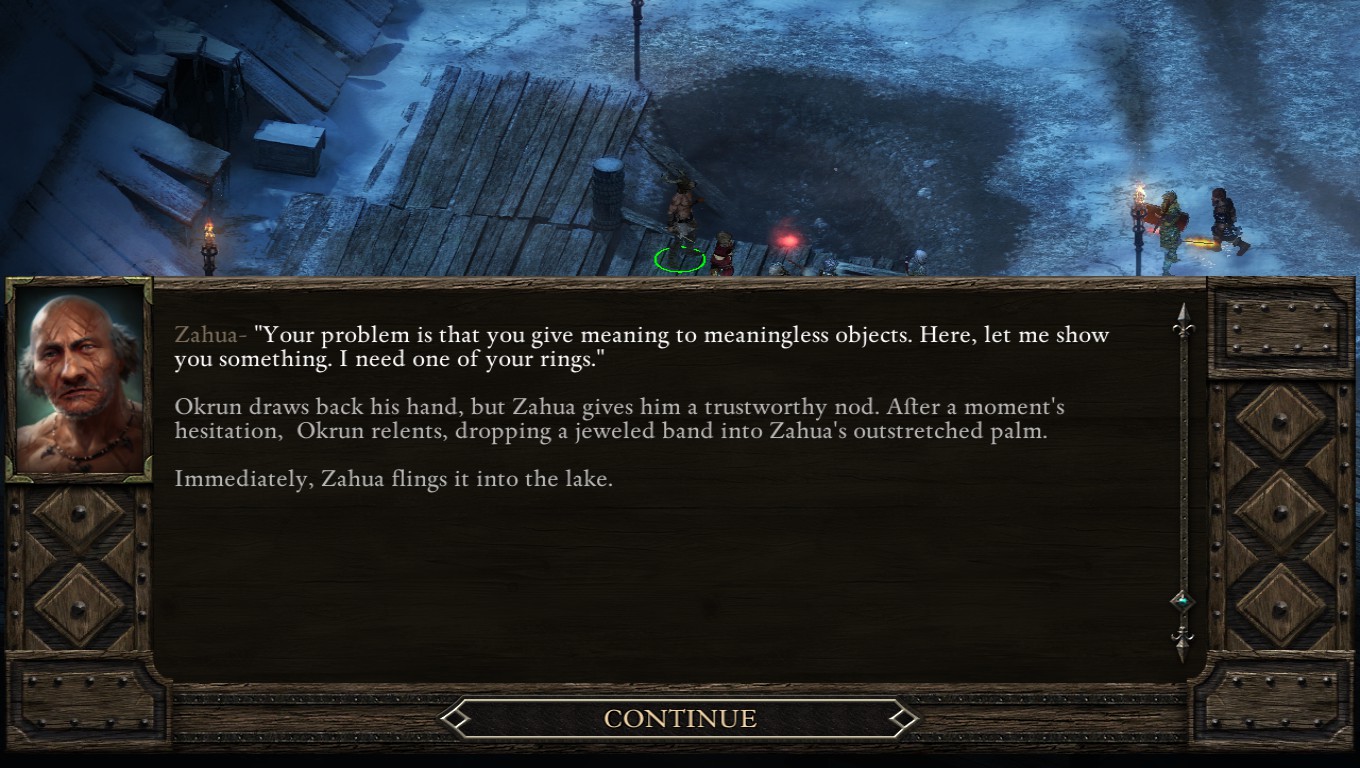 Zahua- "Your problem is that you give meaning to meaningless objects. Here, let me show
you something. I need one of your rings."
Okrun draws back his hand, but Zahua gives him a trustworthy nod. After a moment's
hesitation,  Okrun relents, dropping a jeweled band into Zahua's outstretched palm.
Immediately, Zahua flings it into the lake.
CONTINUE